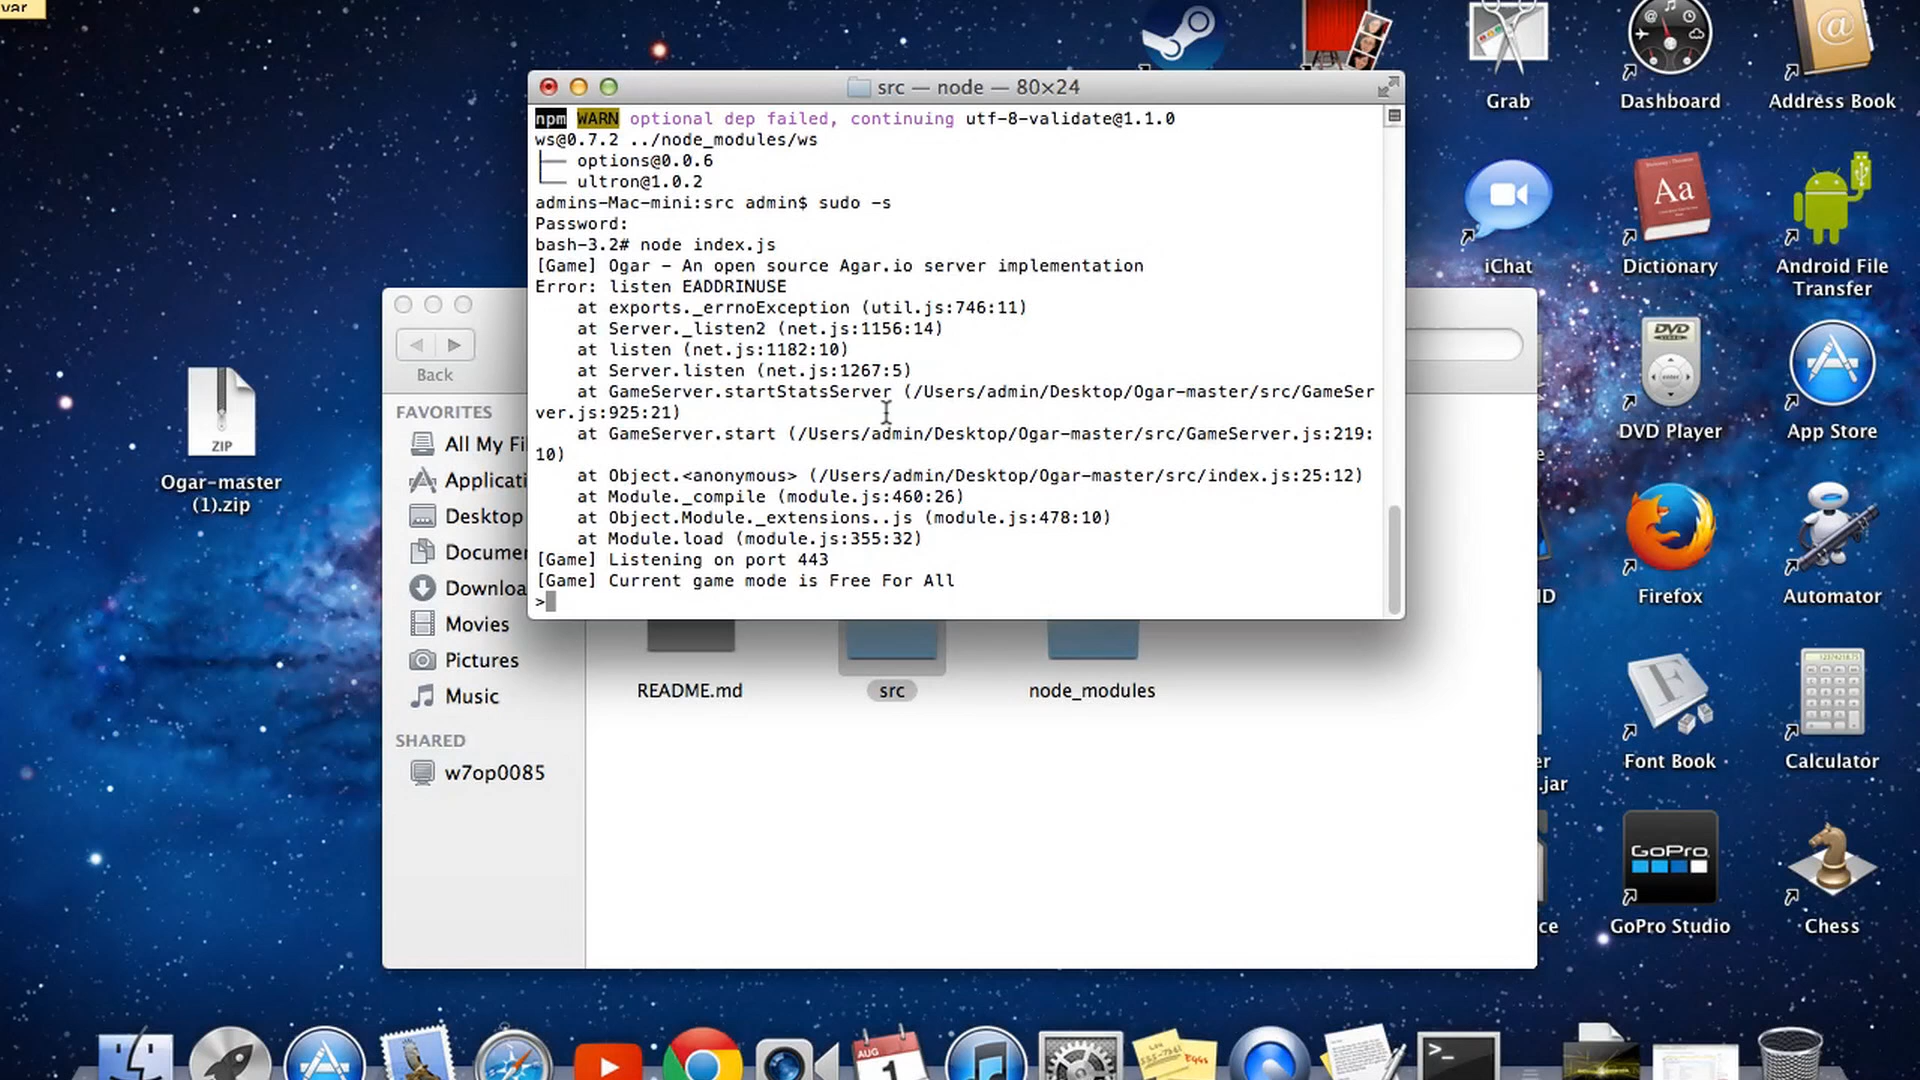 var
src — node — 80×24
npm WARN optional dep failed, continuing utf-8-validate@1.1.0
ws@0.7.2 ../node_modules/ws
├── options@0.0.6
└── ultron@1.0.2
admins-Mac-mini:src admin$ sudo -s
Password:
bash-3.2# node index.js
[Game] Ogar - An open source Agar.io server implementation
Error: listen EADDRINUSE
at exports._errnoException (util.js:746:11)
at Server._listen2 (net.js:1156:14)
at listen (net.js:1182:10)
at Server.listen (net.js:1267:5)
at GameServer.startStatsServer (/Users/admin/Desktop/Ogar-master/src/GameSer
ver.js:925:21)
at GameServer.start (/Users/admin/Desktop/Ogar-master/src/GameServer.js:219:
10)
at Object.<anonymous> (/Users/admin/Desktop/Ogar-master/src/index.js:25:12)
at Module._compile (module.js:460:26)
at Object.Module._extensions..js (module.js:478:10)
at Module.load (module.js:355:32)
[Game] Listening on port 443
[Game] Current game mode is Free For All
>
Back
FAVORITES
All My Fi
Applicati
Desktop
Documen
Downloa
Movies
Pictures
Music
SHARED
w7op0085
README.md
src
node_modules
ZIP
Ogar-master
(1).zip
Grab
Dashboard
Address Book
iChat
Aa
Dictionary
Android File
Transfer
DVD
DVD Player
App Store
Firefox
Automator
F
Font Book
Calculator
.jar
GoPro
GoPro Studio
Chess
AUG
1
>_